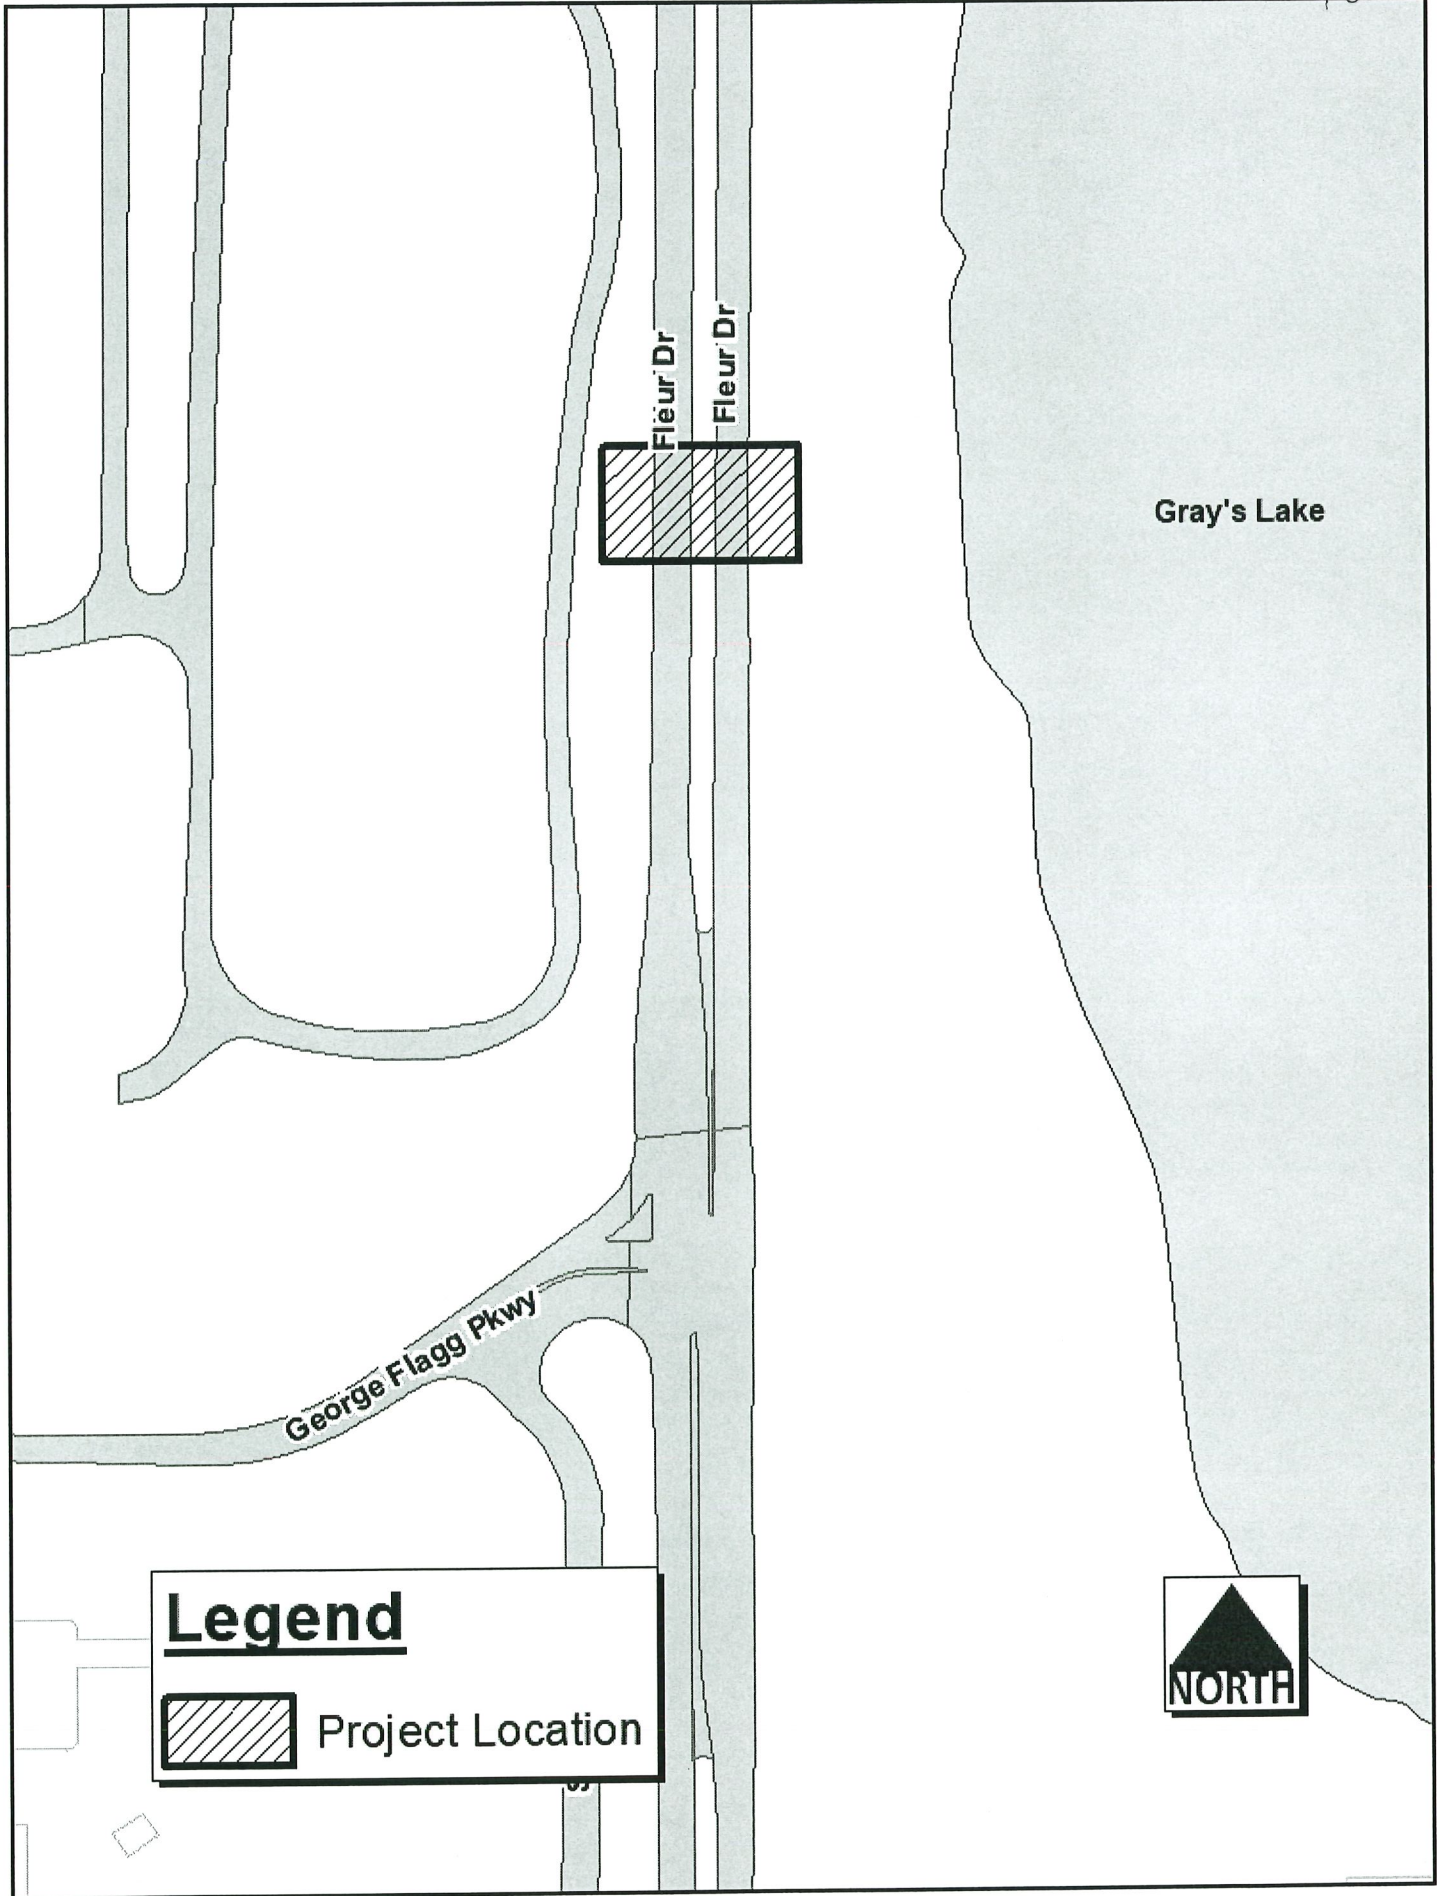 Fleur Dr
Fleur Dr
Gray's Lake
George Flagg Pkwy
Legend
Project Location
NORTH